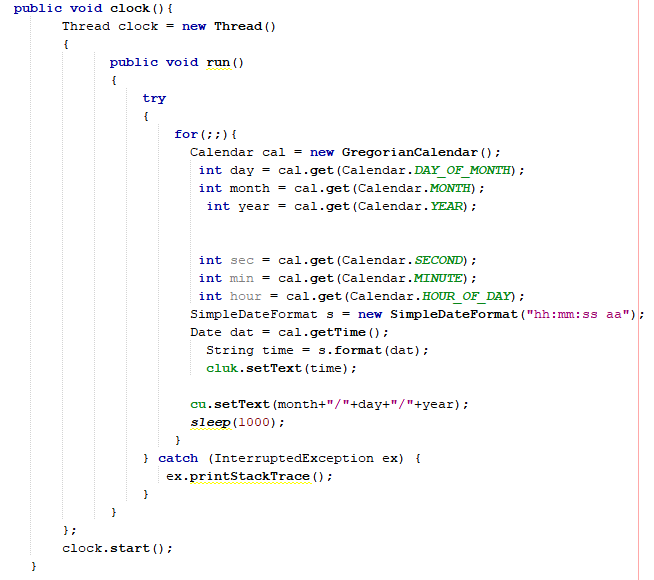 public void clock(){
Thread clock = new Thread()
{
public void run()
{
try
{
for(;;){
Calendar cal = new GregorianCalendar();
int day = cal.get(Calendar.DAY_OF_MONTH);
int month = cal.get(Calendar.MONTH);
int year = cal.get(Calendar.YEAR);
int sec = cal.get(Calendar.SECOND);
int min = cal.get(Calendar.MINUTE);
int hour = cal.get(Calendar.HOUR_OF_DAY);
SimpleDateFormat s = new SimpleDateFormat("hh:mm:ss aa");
Date dat = cal.getTime();
String time = s.format(dat);
cluk.setText(time);
cu.setText(month+"/"+day+"/"+year);
sleep(1000);
}
} catch (InterruptedException ex) {
ex.printStackTrace();
}
}
};
clock.start();
}